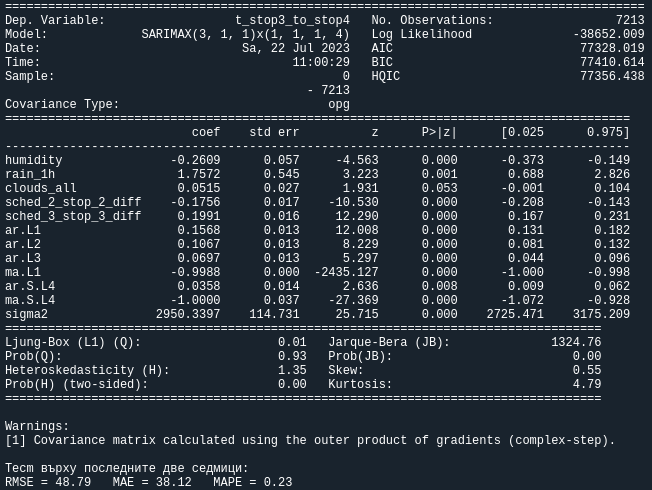 ==========================================================================================
Dep. Variable: t_stop3_to_stop4 No. Observations: 7213
Model: SARIMAX(3, 1, 1)x(1, 1, 1, 4) Log Likelihood -38652.009
Date: Sa, 22 Jul 2023 AIC 77328.019
Time: 11:00:29 BIC 77410.614
Sample: 0 HQIC 77356.438
- 7213
Covariance Type: opg
=======================================================================================
coef std err z P>|z| [0.025 0.975]
---------------------------------------------------------------------------------------
humidity -0.2609 0.057 -4.563 0.000 -0.373 -0.149
rain_1h 1.7572 0.545 3.223 0.001 0.688 2.826
clouds_all 0.0515 0.027 1.931 0.053 -0.001 0.104
sched_2_stop_2_diff -0.1756 0.017 -10.530 0.000 -0.208 -0.143
sched_3_stop_3_diff 0.1991 0.016 12.290 0.000 0.167 0.231
ar.L1 0.1568 0.013 12.008 0.000 0.131 0.182
ar.L2 0.1067 0.013 8.229 0.000 0.081 0.132
ar.L3 0.0697 0.013 5.297 0.000 0.044 0.096
ma.L1 -0.9988 0.000 -2435.127 0.000 -1.000 -0.998
ar.S.L4 0.0358 0.014 2.636 0.008 0.009 0.062
ma.S.L4 -1.0000 0.037 -27.369 0.000 -1.072 -0.928
sigma2 2950.3397 114.731 25.715 0.000 2725.471 3175.209
===================================================================================
Ljung-Box (L1) (Q): 0.01 Jarque-Bera (JB): 1324.76
Prob(Q): 0.93 Prob(JB): 0.00
Heteroskedasticity (H): 1.35 Skew: 0.55
Prob(H) (two-sided): 0.00 Kurtosis: 4.79
===================================================================================
Warnings:
[1] Covariance matrix calculated using the outer product of gradients (complex-step).
Тест върху последните две седмици:
RMSE = 48.79 MAE = 38.12 MAPE = 0.23